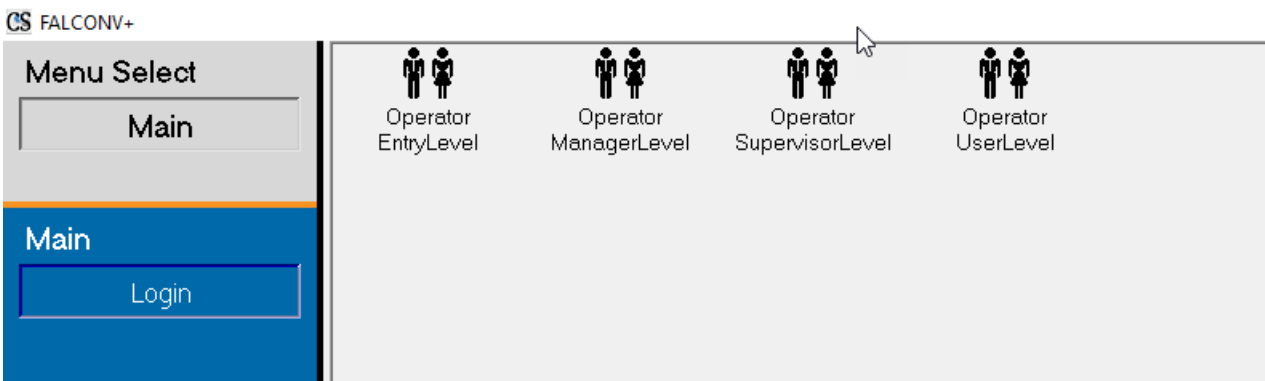 CS FALCONV+
Menu Select
Main
Main
Login
Operator
EntryLevel
Operator
ManagerLevel
Operator
SupervisorLevel
Operator
UserLevel